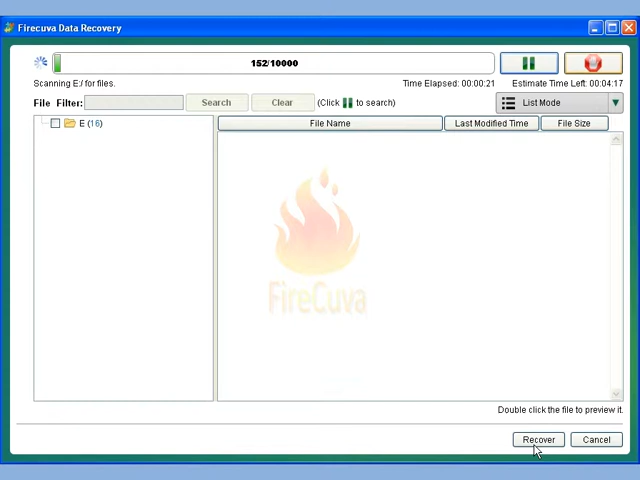 Firecuva Data Recovery
152/10000
Scanning E:/ for files.
Time Elapsed: 00:00:21 Estimate Time Left: 00:04:17
File Filter: Search Clear (Click to search) List Mode
E (16)
File Name Last Modified Time File Size
FireCuva
Double click the file to preview it.
Recover Cancel